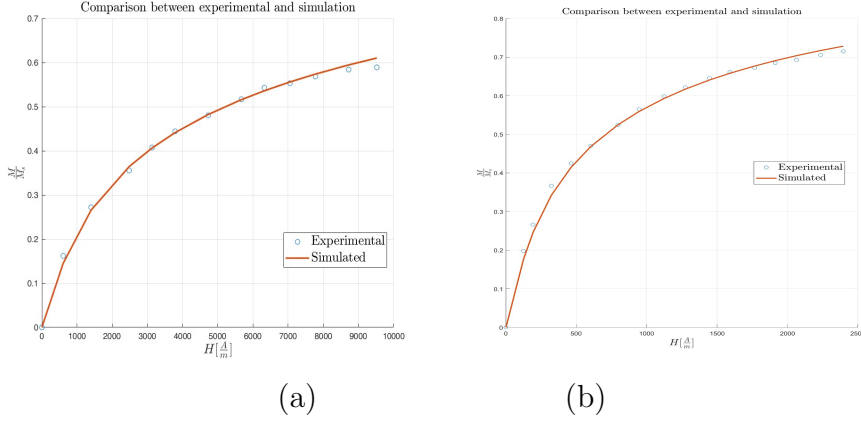 Comparison between experimental and simulation
0.7
0.6
0.5
0.4
0.3
0.2
0.1
0
M/M_s
0 1000 2000 3000 4000 5000 6000 7000 8000 9000 10000
H[A/m]
Experimental
Simulated
(a)
Comparison between experimental and simulation
0.8
0.7
0.6
0.5
0.4
0.3
0.2
0.1
0
M/M_s
0 500 1000 1500 2000 250
H[A/m]
Experimental
Simulated
(b)